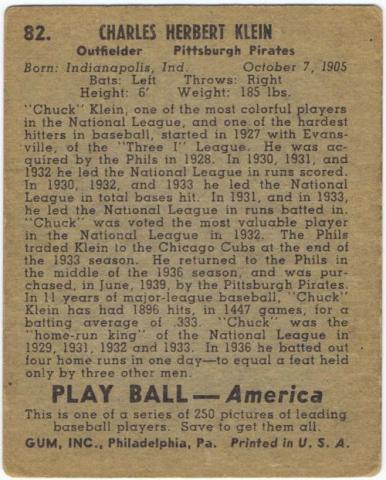 82. CHARLES HERBERT KLEIN
Outfielder Pittsburgh Pirates
Born: Indianapolis, Ind. October 7, 1905
Bats: Left Throws: Right
Height: 6' Weight: 185 lbs.
"Chuck" Klein, one of the most colorful players
in the National League, and one of the hardest
hitters in baseball, started in 1927 with Evans-
ville, of the "Three I" League. He was ac-
quired by the Phils in 1928. In 1930, 1931, and
1932 he led the National League in runs scored.
In 1930, 1932, and 1933 he led the National
League in total bases hit. In 1931, and in 1933,
he led the National League in runs batted in.
"Chuck" was voted the most valuable player
in the National League in 1932. The Phils
traded Klein to the Chicago Cubs at the end of
the 1933 season. He returned to the Phils in
the middle of the 1936 season, and was pur-
chased, in June, 1939, by the Pittsburgh Pirates.
In 11 years of major-league baseball, "Chuck"
Klein has had 1896 hits, in 1447 games, for a
batting average of .333. "Chuck" was the
"home-run king" of the National League in
1929, 1931, 1932 and 1933. In 1936 he batted out
four home runs in one day—to equal a feat held
only by three other men.
PLAY BALL — America
This is one of a series of 250 pictures of leading
baseball players. Save to get them all.
GUM, INC., Philadelphia, Pa. Printed in U. S. A.